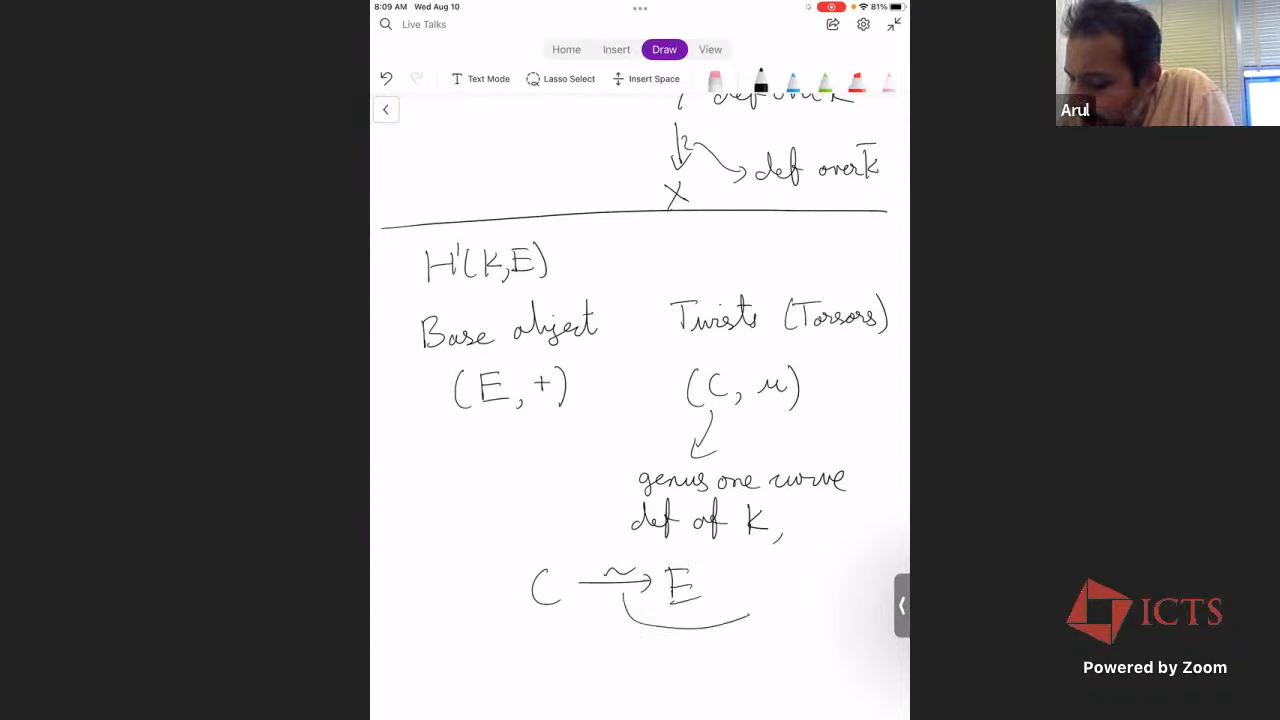 8:09 AM Wed Aug 10
81%
Live Talks
Home Insert Draw View
Text Mode Lasso Select Insert Space
Arul
def over k̄
X
H¹(K,E)
Base object Twists (Torsors)
(E, +) (C, μ)
genus one curve
def of K,
C ~→ E
ICTS
Powered by Zoom